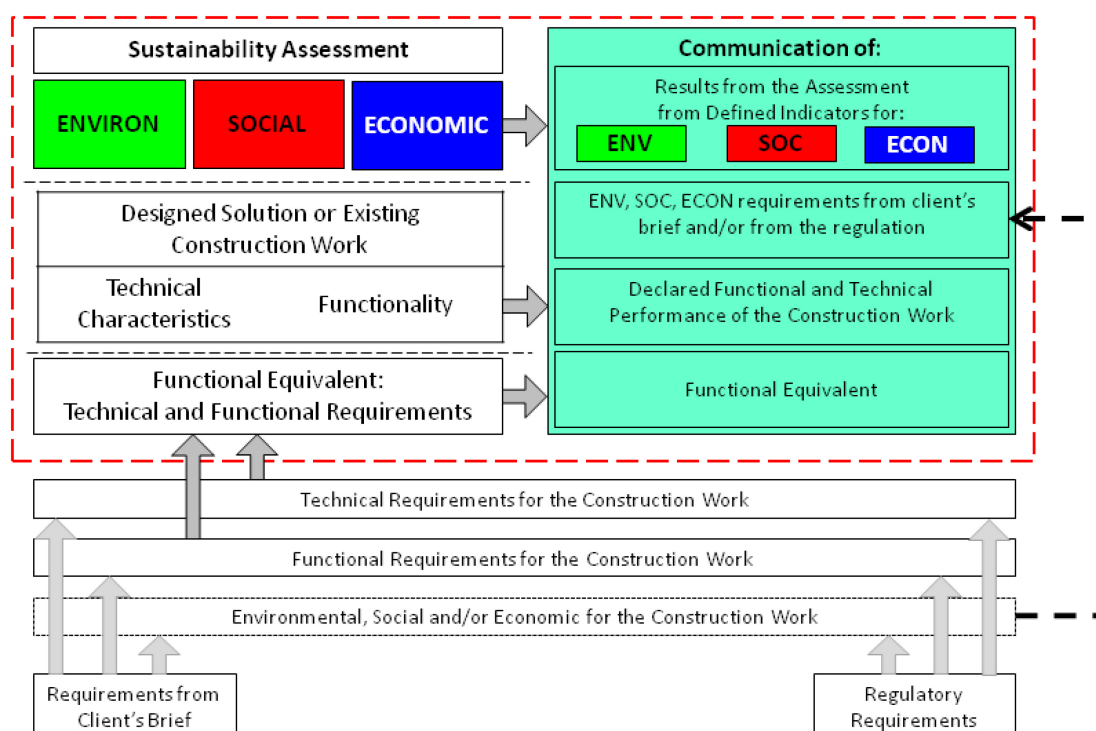 Sustainability Assessment
ENVIRON
SOCIAL
ECONOMIC
Designed Solution or Existing
Construction Work
Technical
Characteristics
Functionality
Functional Equivalent:
Technical and Functional Requirements
Communication of:
Results from the Assessment
from Defined Indicators for:
ENV
SOC
ECON
ENV, SOC, ECON requirements from client's
brief and/or from the regulation
Declared Functional and Technical
Performance of the Construction Work
Functional Equivalent
Technical Requirements for the Construction Work
Functional Requirements for the Construction Work
Environmental, Social and/or Economic for the Construction Work
Requirements from
Client's Brief
Regulatory
Requirements